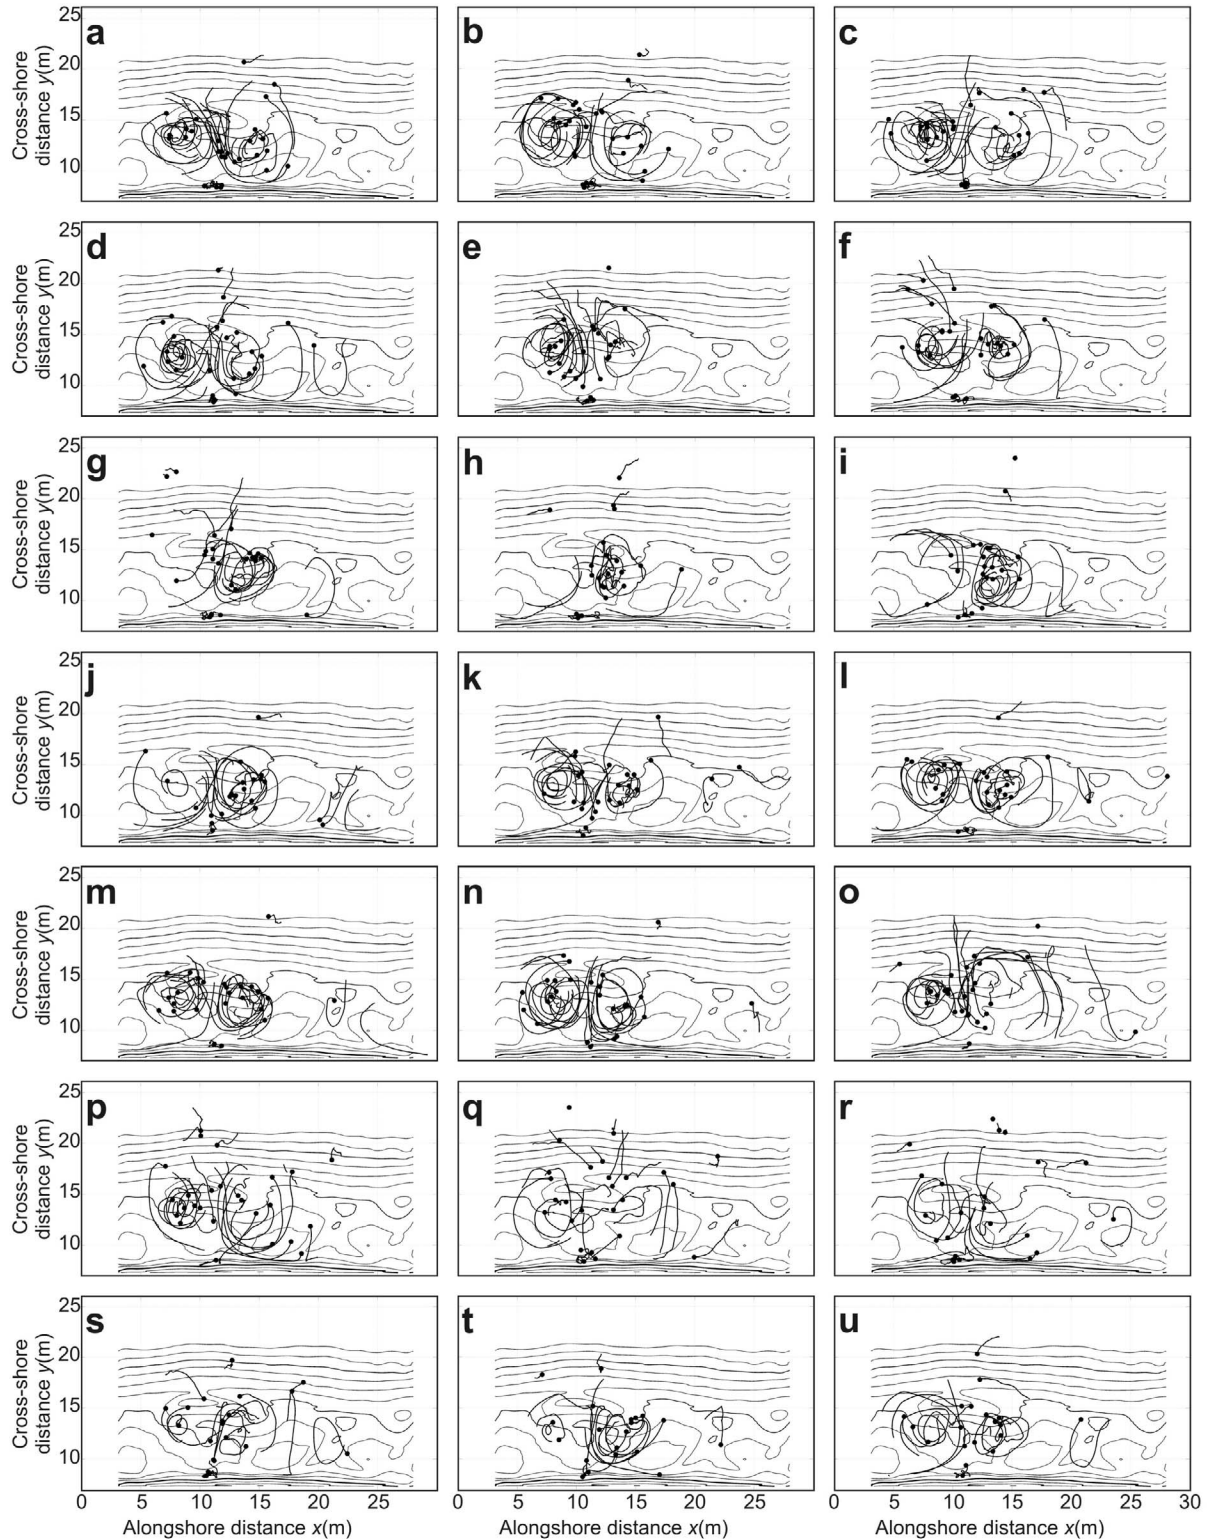 a b c
Cross-shore
distance y(m)
25
20
15
10
d e f
Cross-shore
distance y(m)
25
20
15
10
g h i
Cross-shore
distance y(m)
25
20
15
10
j k l
Cross-shore
distance y(m)
25
20
15
10
m n o
Cross-shore
distance y(m)
25
20
15
10
p q r
Cross-shore
distance y(m)
25
20
15
10
s t u
Cross-shore
distance y(m)
25
20
15
10
0 5 10 15 20 25 0 5 10 15 20 25 0 5 10 15 20 25 30
Alongshore distance x(m) Alongshore distance x(m) Alongshore distance x(m)